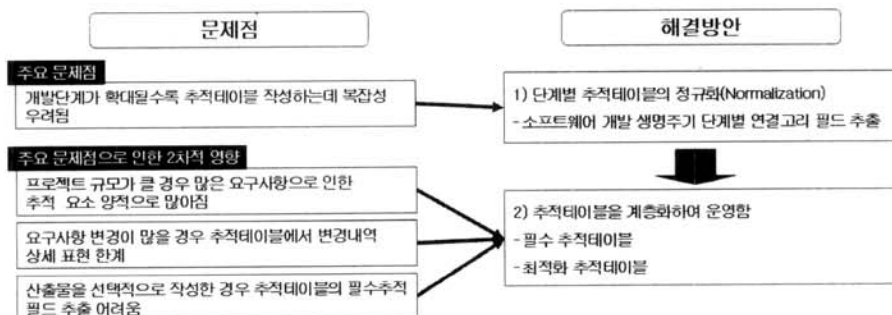 문제점
해결방안
주요 문제점
개발단계가 확대될수록 추적테이블 작성하는데 복잡성
우려됨
1) 단계별 추적테이블의 정규화(Normalization)
-소프트웨어 개발 생명주기 단계별 연결고리 필드 추출
주요 문제점으로 인한 2차적 영향
프로젝트 규모가 클 경우 많은 요구사항으로 인한
추적 요소 양적으로 많아짐
요구사항 변경이 많을 경우 추적테이블에서 변경내역
상세 표현 한계
산출물을 선택적으로 작성한 경우 추적테이블의 필수추적
필드 추출 어려움
2) 추적테이블을 계층화하여 운영함
-필수 추적테이블
-최적화 추적테이블